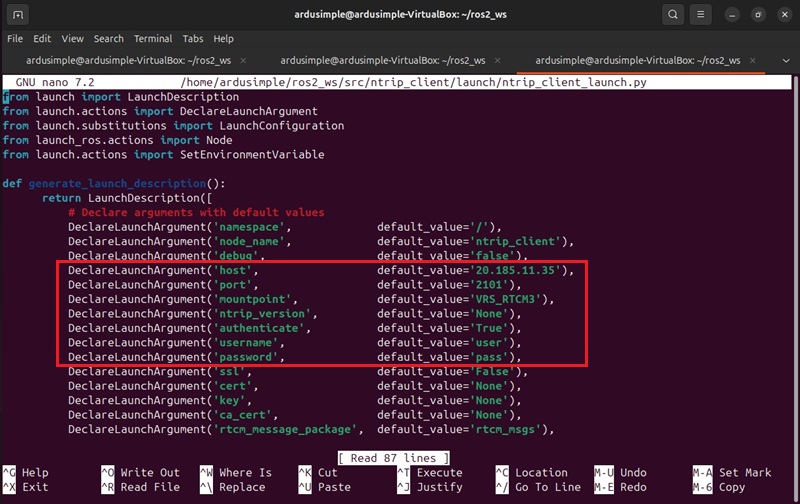 ardusimple@ardusimple-VirtualBox: ~/ros2_ws
File Edit View Search Terminal Tabs Help
ardusimple@ardusimple-VirtualBox: ~/ros2_ws × ardusimple@ardusimple-VirtualBox: ~/ros2_ws × ardusimple@ardusimple-VirtualBox: ~/ros2_ws ×
GNU nano 7.2 /home/ardusimple/ros2_ws/src/ntrip_client/launch/ntrip_client_launch.py
from launch import LaunchDescription
from launch.actions import DeclareLaunchArgument
from launch.substitutions import LaunchConfiguration
from launch_ros.actions import Node
from launch.actions import SetEnvironmentVariable
def generate_launch_description():
return LaunchDescription([
# Declare arguments with default values
DeclareLaunchArgument('namespace', default_value='/'),
DeclareLaunchArgument('node_name', default_value='ntrip_client'),
DeclareLaunchArgument('debug', default_value='false'),
DeclareLaunchArgument('host', default_value='20.185.11.35'),
DeclareLaunchArgument('port', default_value='2101'),
DeclareLaunchArgument('mountpoint', default_value='VRS_RTCM3'),
DeclareLaunchArgument('ntrip_version', default_value='None'),
DeclareLaunchArgument('authenticate', default_value='True'),
DeclareLaunchArgument('username', default_value='user'),
DeclareLaunchArgument('password', default_value='pass'),
DeclareLaunchArgument('ssl', default_value='False'),
DeclareLaunchArgument('cert', default_value='None'),
DeclareLaunchArgument('key', default_value='None'),
DeclareLaunchArgument('ca_cert', default_value='None'),
DeclareLaunchArgument('rtcm_message_package', default_value='rtcm_msgs'),
[ Read 87 lines ]
^G Help ^O Write Out ^W Where Is ^K Cut ^T Execute ^C Location M-U Undo M-A Set Mark
^X Exit ^R Read File ^\ Replace ^U Paste ^J Justify ^/ Go To Line M-E Redo M-6 Copy